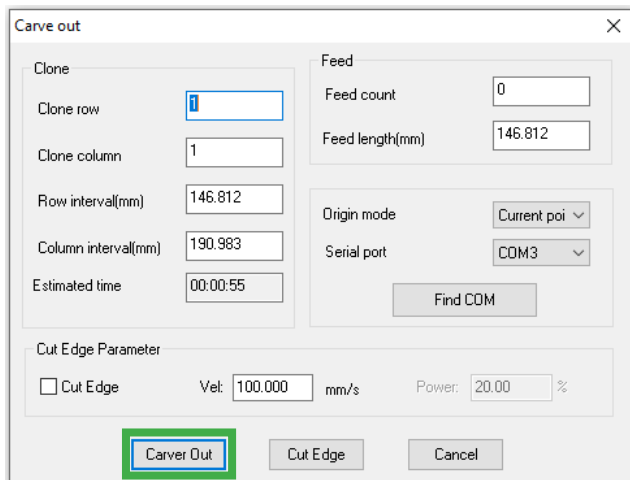 Carve out
Clone
Clone row 1
Clone column 1
Row interval(mm) 146.812
Column interval(mm) 190.983
Estimated time 00:00:55
Feed
Feed count 0
Feed length(mm) 146.812
Origin mode Current poi
Serial port COM3
Find COM
Cut Edge Parameter
Cut Edge Vel: 100.000 mm/s Power: 20.00 %
Carver Out Cut Edge Cancel